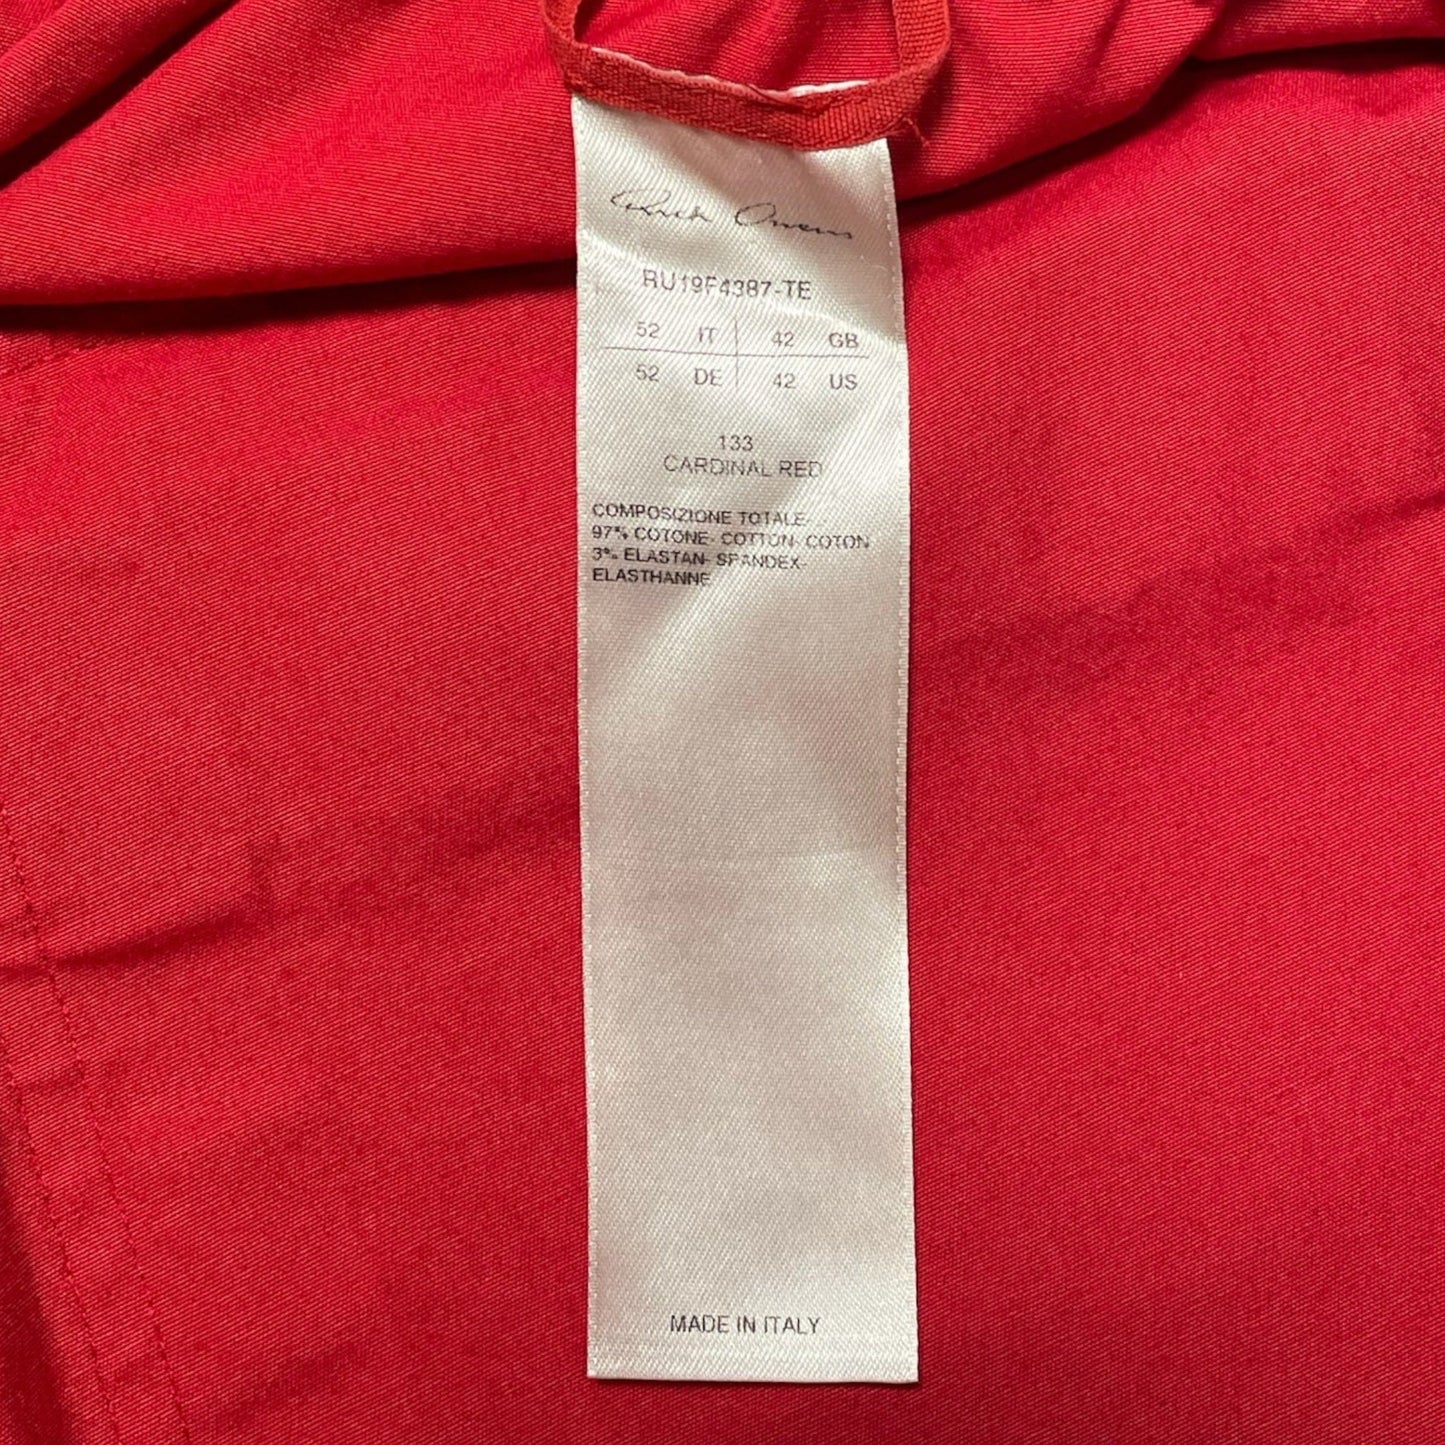 Rick Owens
RU19F4387-TE
52 IT 42 GB
52 DE 42 US
133
CARDINAL RED
COMPOSIZIONE TOTALE-
97% COTONE- COTTON- COTON
3% ELASTAN- SPANDEX-
ELASTHANNE
MADE IN ITALY